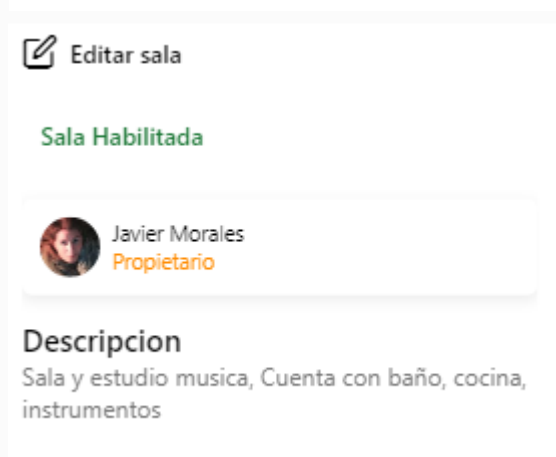 Editar sala
Sala Habilitada
Javier Morales
Propietario
Descripcion
Sala y estudio musica, Cuenta con baño, cocina,
instrumentos